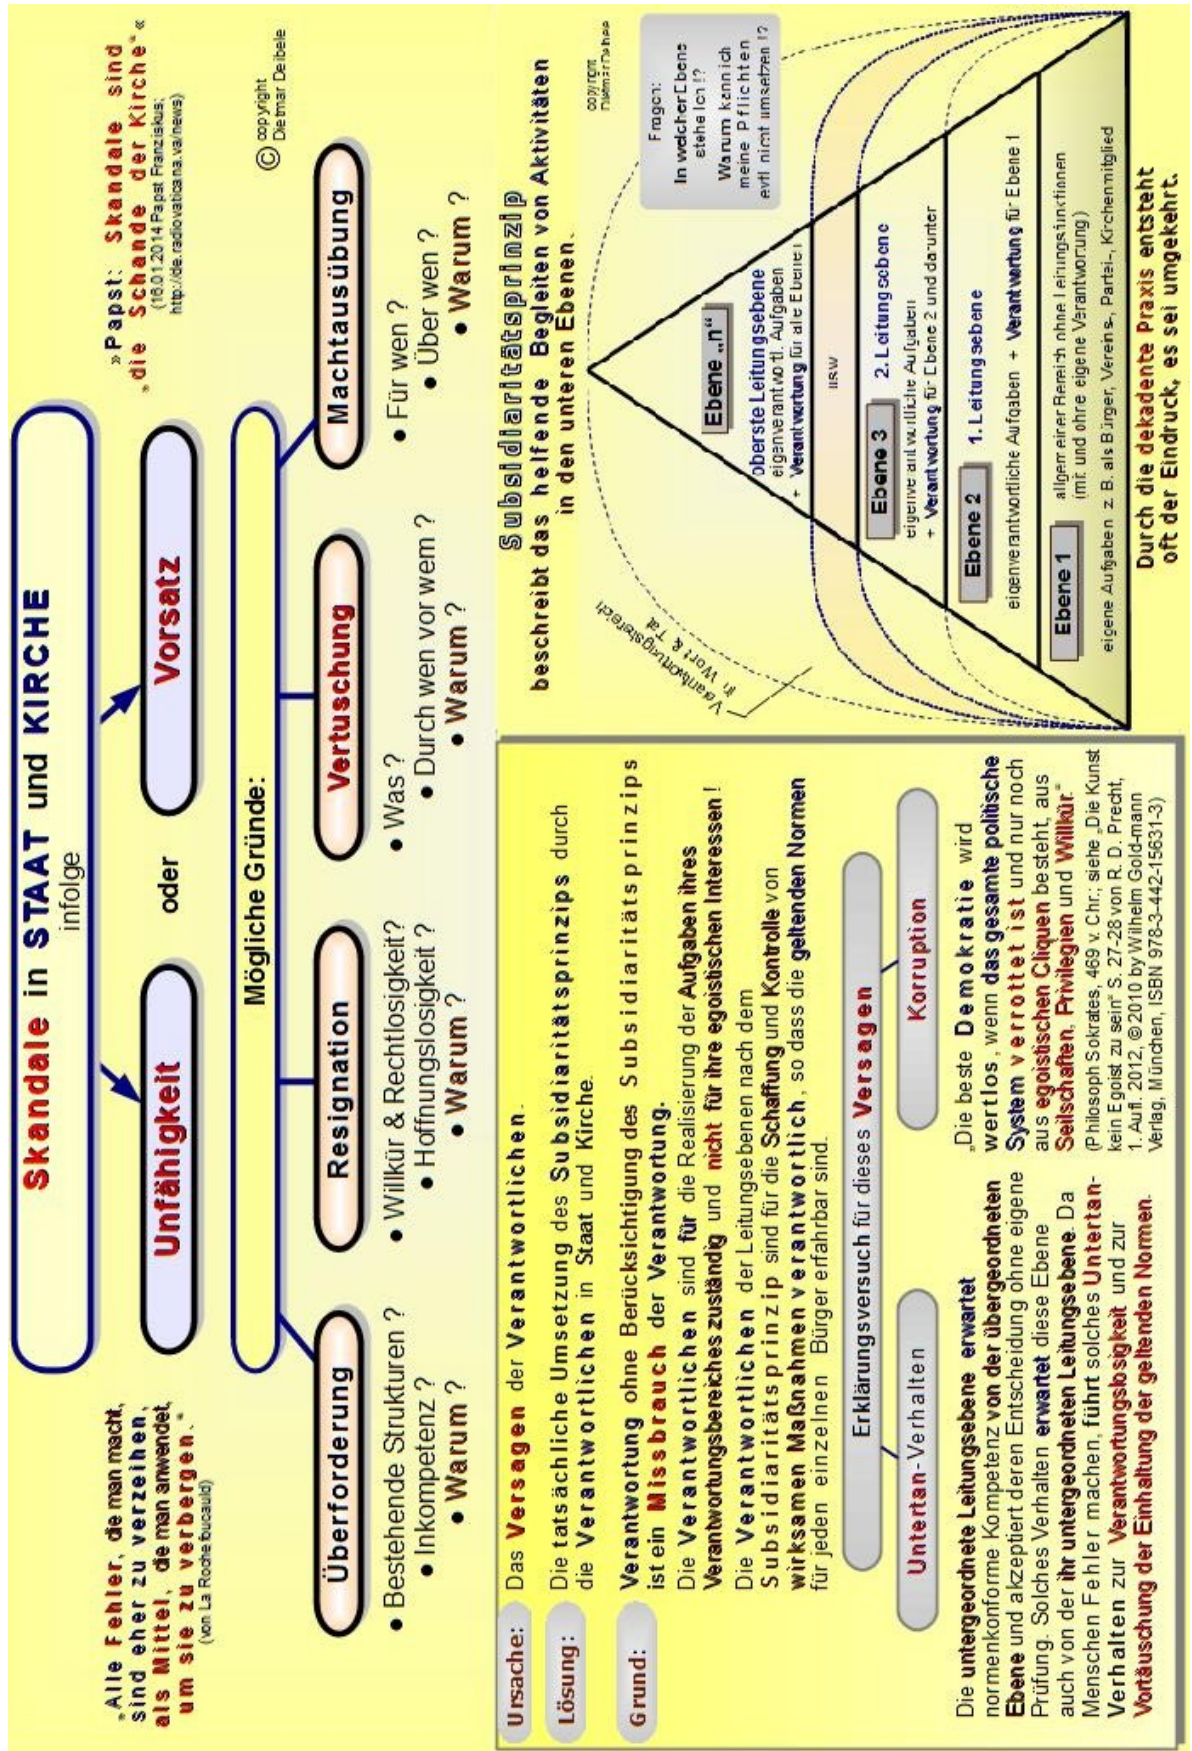 Skandale in STAAT und KIRCHE
infolge
„Alle Fehler, die man macht,
sind eher zu verzeihen,
als Mittel, die man anwendet,
um sie zu verbergen.“
(von La Rochefoucauld)
»Papst: Skandale sind
„die Schande der Kirche“«
(16.01.2014 Papst Franziskus;
http://de.radiovaticana.va/news)
Unfähigkeit
oder
Vorsatz
Mögliche Gründe:
© copyright
Dietmar Deibele
Überforderung
Resignation
Vertuschung
Machtausübung
• Bestehende Strukturen ?
• Inkompetenz ?
• Warum ?
• Willkür & Rechtlosigkeit?
• Hoffnungslosigkeit ?
• Warum ?
• Was ?
• Durch wen vor wem ?
• Warum ?
• Für wen ?
• Über wen ?
• Warum ?
Ursache: Das Versagen der Verantwortlichen.
Lösung: Die tatsächliche Umsetzung des Subsidiaritätsprinzips durch
die Verantwortlichen in Staat und Kirche.
Grund: Verantwortung ohne Berücksichtigung des Subsidiaritätsprinzips
ist ein Missbrauch der Verantwortung.
Die Verantwortlichen sind für die Realisierung der Aufgaben ihres
Verantwortungsbereiches zuständig und nicht für ihre egoistischen Interessen !
Die Verantwortlichen der Leitungsebenen nach dem
Subsidiaritätsprinzip sind für die Schaffung und Kontrolle von
wirksamen Maßnahmen verantwortlich, so dass die geltenden Normen
für jeden einzelnen Bürger erfahrbar sind.
Erklärungsversuch für dieses Versagen
Untertan-Verhalten
Korruption
Die untergeordnete Leitungsebene erwartet
normenkonforme Kompetenz von der übergeordneten
Ebene und akzeptiert deren Entscheidung ohne eigene
Prüfung. Solches Verhalten erwartet diese Ebene
auch von der ihr untergeordneten Leitungsebene. Da
Menschen Fehler machen, führt solches Untertan-
Verhalten zur Verantwortungslosigkeit und zur
Vortäuschung der Einhaltung der geltenden Normen.
„Die beste Demokratie wird
wertlos, wenn das gesamte politische
System verrottet ist und nur noch
aus egoistischen Cliquen besteht, aus
Seilschaften, Privilegien und Willkür.“
(Philosoph Sokrates, 469 v. Chr.; siehe „Die Kunst
kein Egoist zu sein“ S. 27-28 von R. D. Precht,
1. Aufl. 2012, ©2010 by Wilhelm Gold-mann
Verlag, München, ISBN 978-3-442-15631-3)
Subsidiaritätsprinzip
beschreibt das helfende Begleiten von Aktivitäten
in den unteren Ebenen.
copyright
Verantwortungsbereich
in Wort & Tat
Fragen:
In welcher Ebene
stehe ich !?
Warum kann ich
meine Pflichten
evtl nicht umsetzen !?
Ebene „n“
oberste Leitungsebene
eigenverantwortl. Aufgaben
+ Verantwortung für alle Ebenen
usw
Ebene 3
2. Leitungsebene
eigenverantwortliche Aufgaben
+ Verantwortung für Ebene 2 und darunter
Ebene 2
1. Leitungsebene
eigenverantwortliche Aufgaben + Verantwortung für Ebene 1
Ebene 1
allgemeiner Bereich ohne Leitungsfunktionen
(mit und ohne eigene Verantwortung)
eigene Aufgaben z. B. als Bürger, Vereins-, Partei-, Kirchenmitglied
Durch die dekadente Praxis entsteht
oft der Eindruck, es sei umgekehrt.